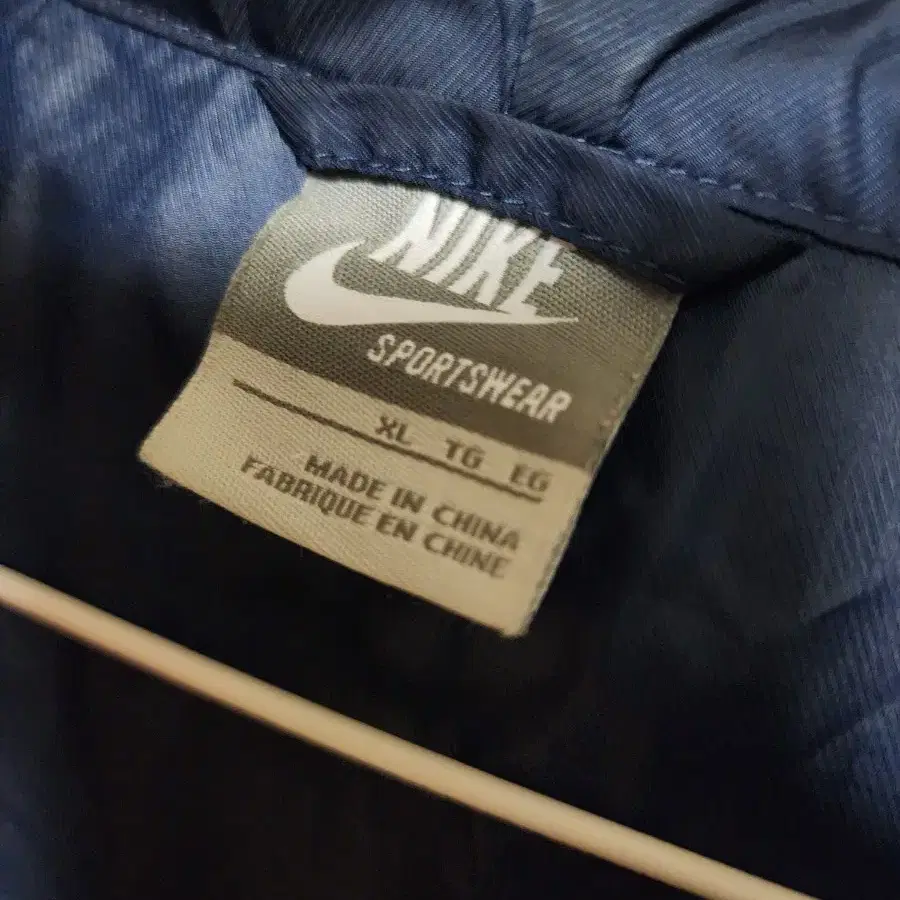 NIKE
SPORTSWEAR
XL TG EG
MADE IN CHINA
FABRIQUE EN CHINE